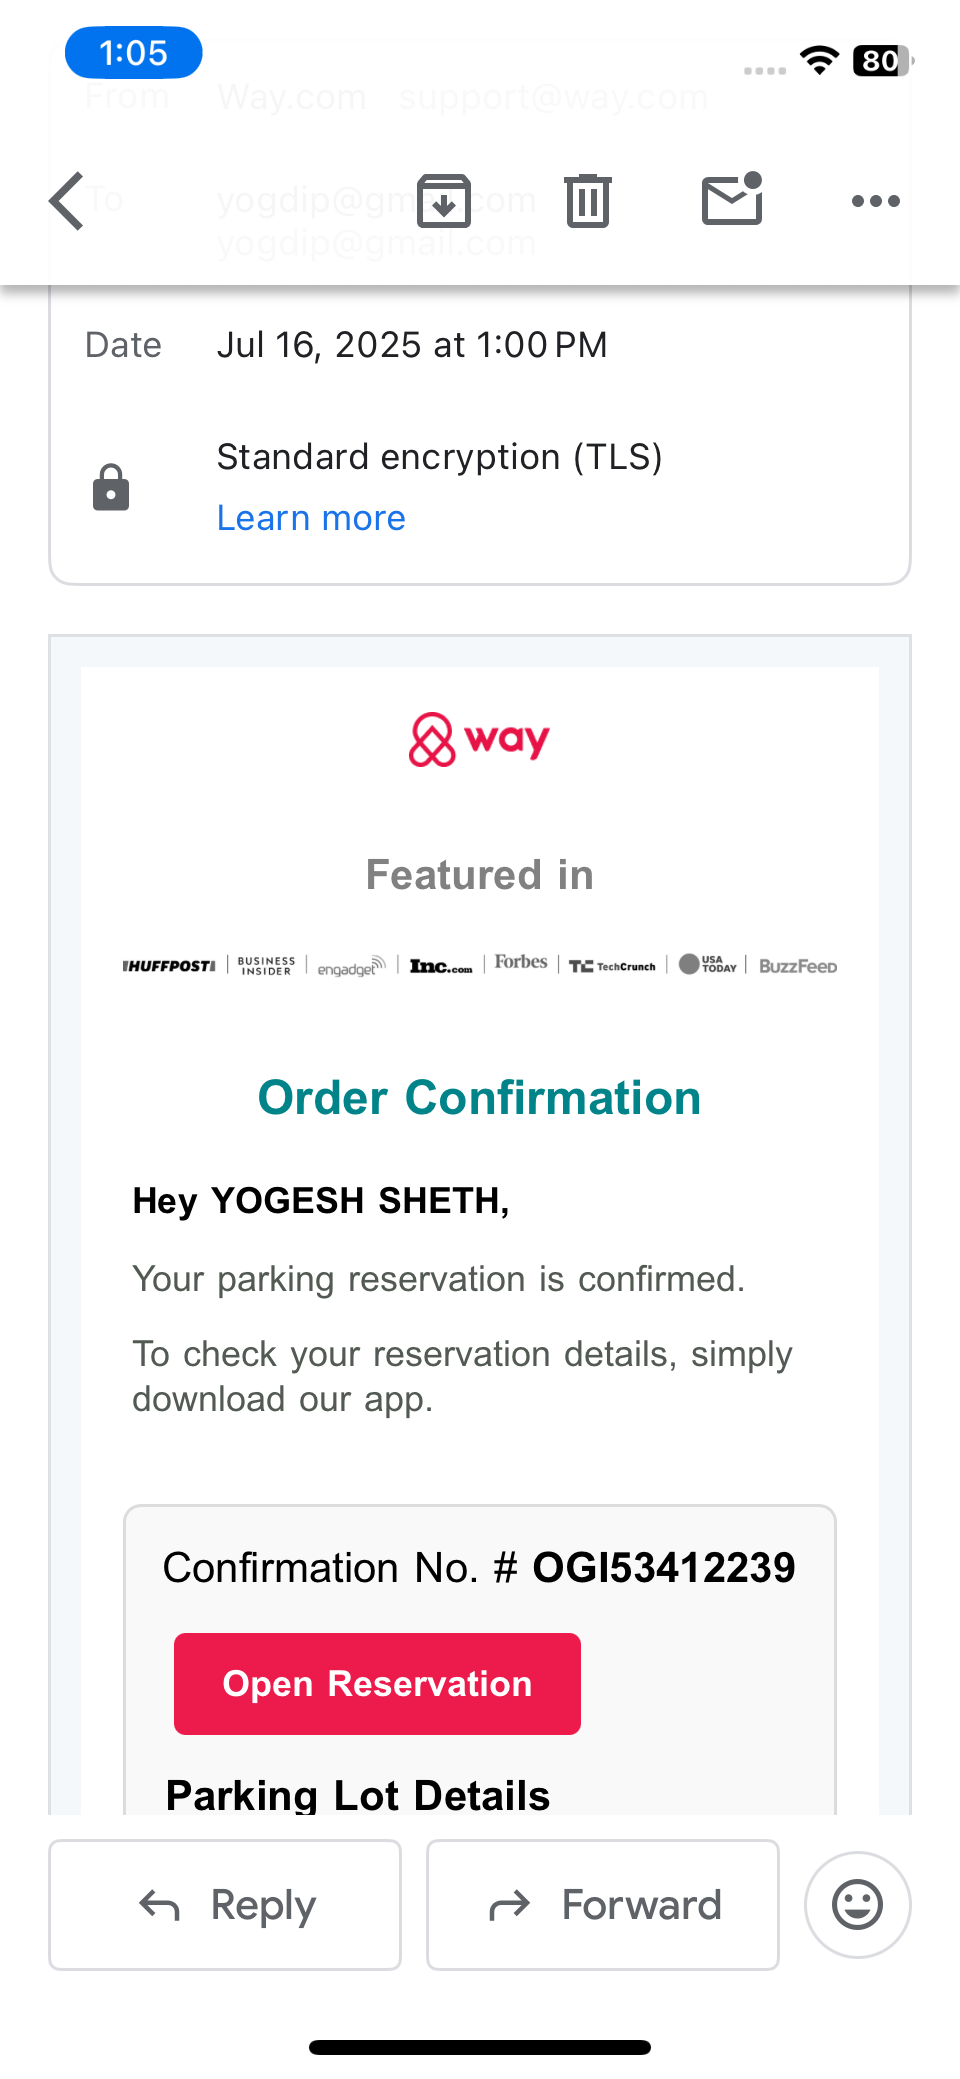 1:05
80
From Way.com support@way.com
To yogdip@gmail.com
yogdip@gmail.com
Date Jul 16, 2025 at 1:00 PM
Standard encryption (TLS)
Learn more
way
Featured in
HUFFPOST BUSINESS INSIDER engadget Inc.com Forbes TechCrunch USA TODAY BuzzFeed
Order Confirmation
Hey YOGESH SHETH,
Your parking reservation is confirmed.
To check your reservation details, simply
download our app.
Confirmation No. # OGI53412239
Open Reservation
Parking Lot Details
Reply Forward